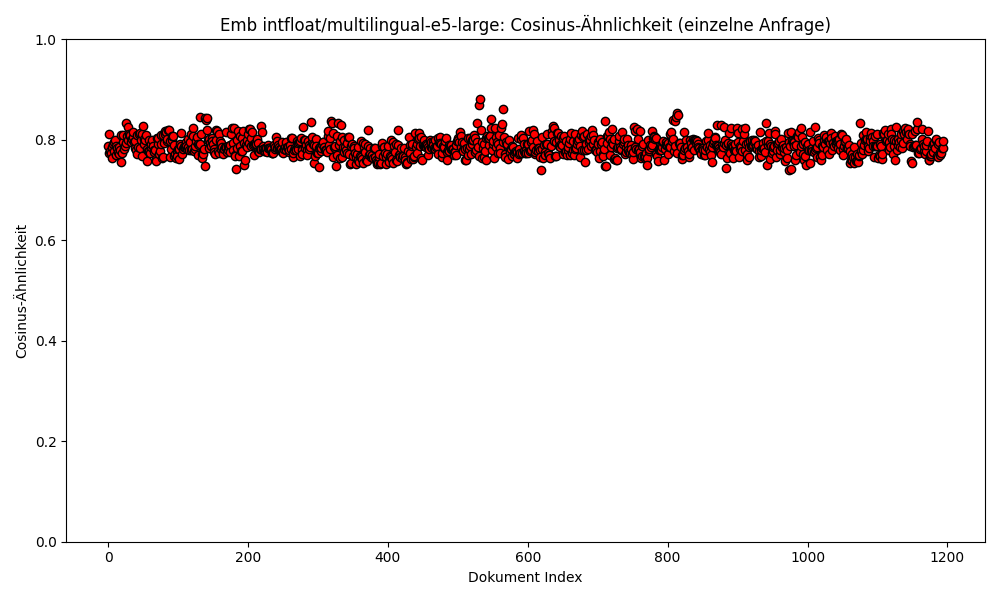 Emb intfloat/multilingual-e5-large: Cosinus-Ähnlichkeit (einzelne Anfrage)
1.0
0.8
0.6
0.4
0.2
0.0
Cosinus-Ähnlichkeit
0 200 400 600 800 1000 1200
Dokument Index